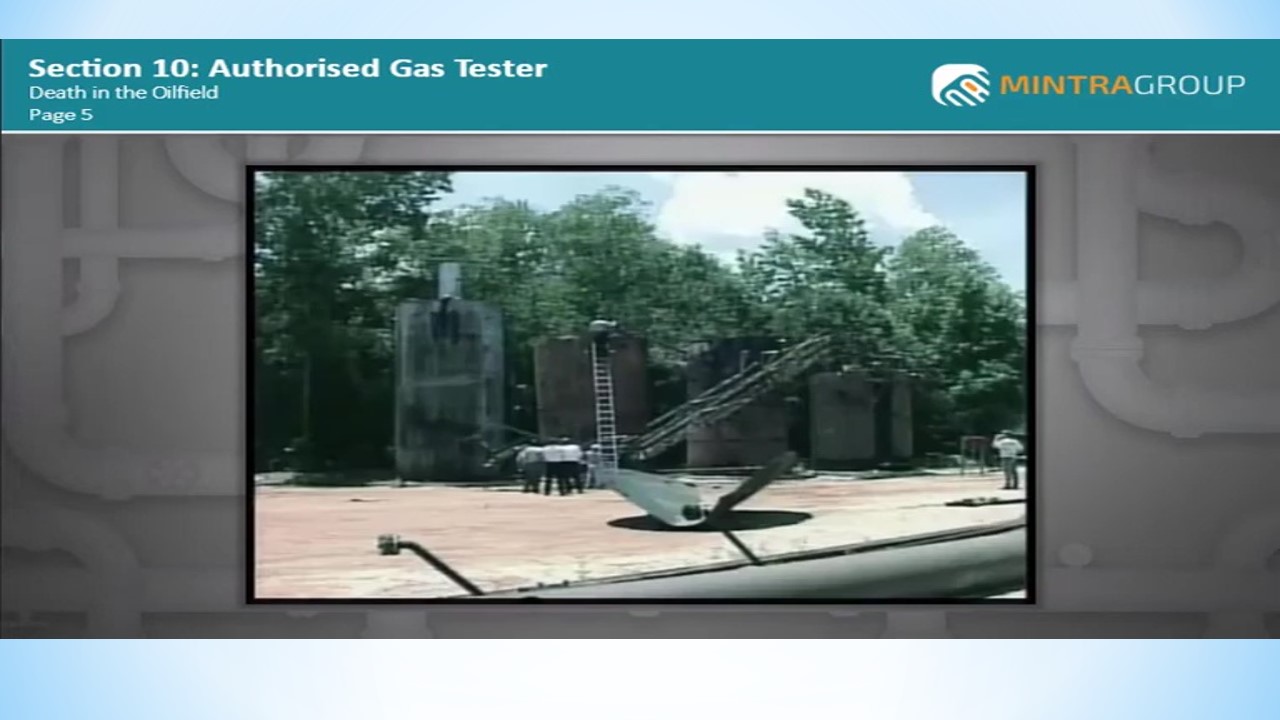 Section 10: Authorised Gas Tester
Death in the Oilfield
Page 5
MINTRAGROUP